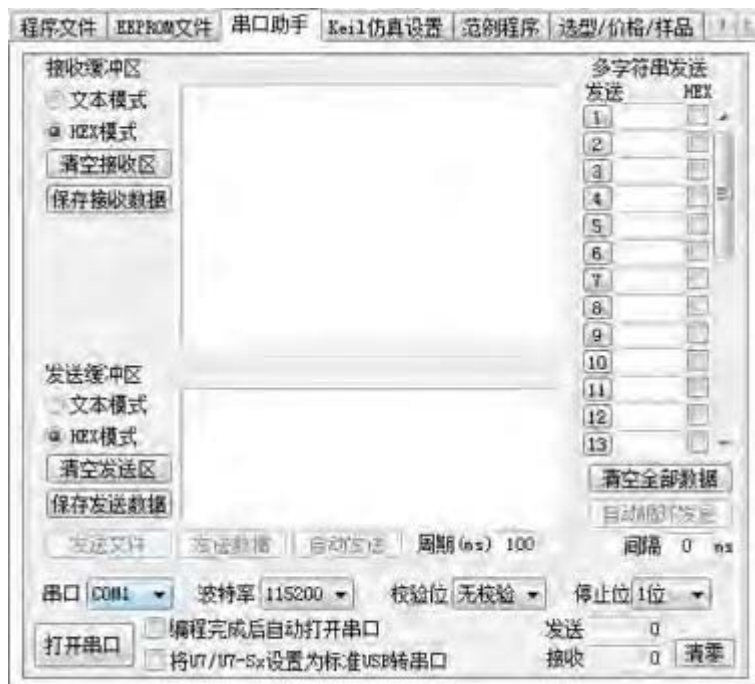 程序文件 EEPROM文件 串口助手 Keil仿真设置 范例程序 选型/价格/样品
接收缓冲区
文本模式
HEX模式
清空接收区
保存接收数据
多字符串发送
发送 HEX
1
2
3
4
5
6
7
8
9
10
11
12
13
发送缓冲区
文本模式
HEX模式
清空发送区
保存发送数据
清空全部数据
发送文件 发送数据 自动发送 周期(ms) 100
间隔 0 ms
串口 COM1 波特率 115200 校验位 无校验 停止位 1位
打开串口
编程完成后自动打开串口
将U7/U7-Sx设置为标准USB转串口
发送 0
接收 0
清零